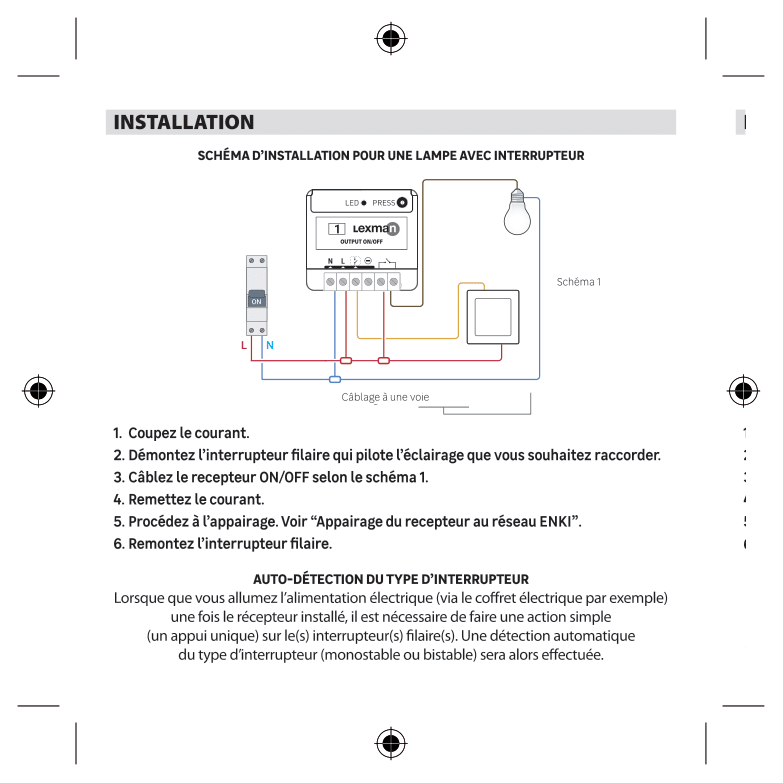 INSTALLATION
SCHÉMA D'INSTALLATION POUR UNE LAMPE AVEC INTERRUPTEUR
LED PRESS
1 Lexman
OUTPUT ON/OFF
N L
ON
Schéma 1
L N
Câblage à une voie
1. Coupez le courant.
2. Démontez l'interrupteur filaire qui pilote l'éclairage que vous souhaitez raccorder.
3. Câblez le recepteur ON/OFF selon le schéma 1.
4. Remettez le courant.
5. Procédez à l'appairage. Voir “Appairage du recepteur au réseau ENKI”.
6. Remontez l'interrupteur filaire.
AUTO-DÉTECTION DU TYPE D'INTERRUPTEUR
Lorsque que vous allumez l'alimentation électrique (via le coffret électrique par exemple)
une fois le récepteur installé, il est nécessaire de faire une action simple
(un appui unique) sur le(s) interrupteur(s) filaire(s). Une détection automatique
du type d'interrupteur (monostable ou bistable) sera alors effectuée.